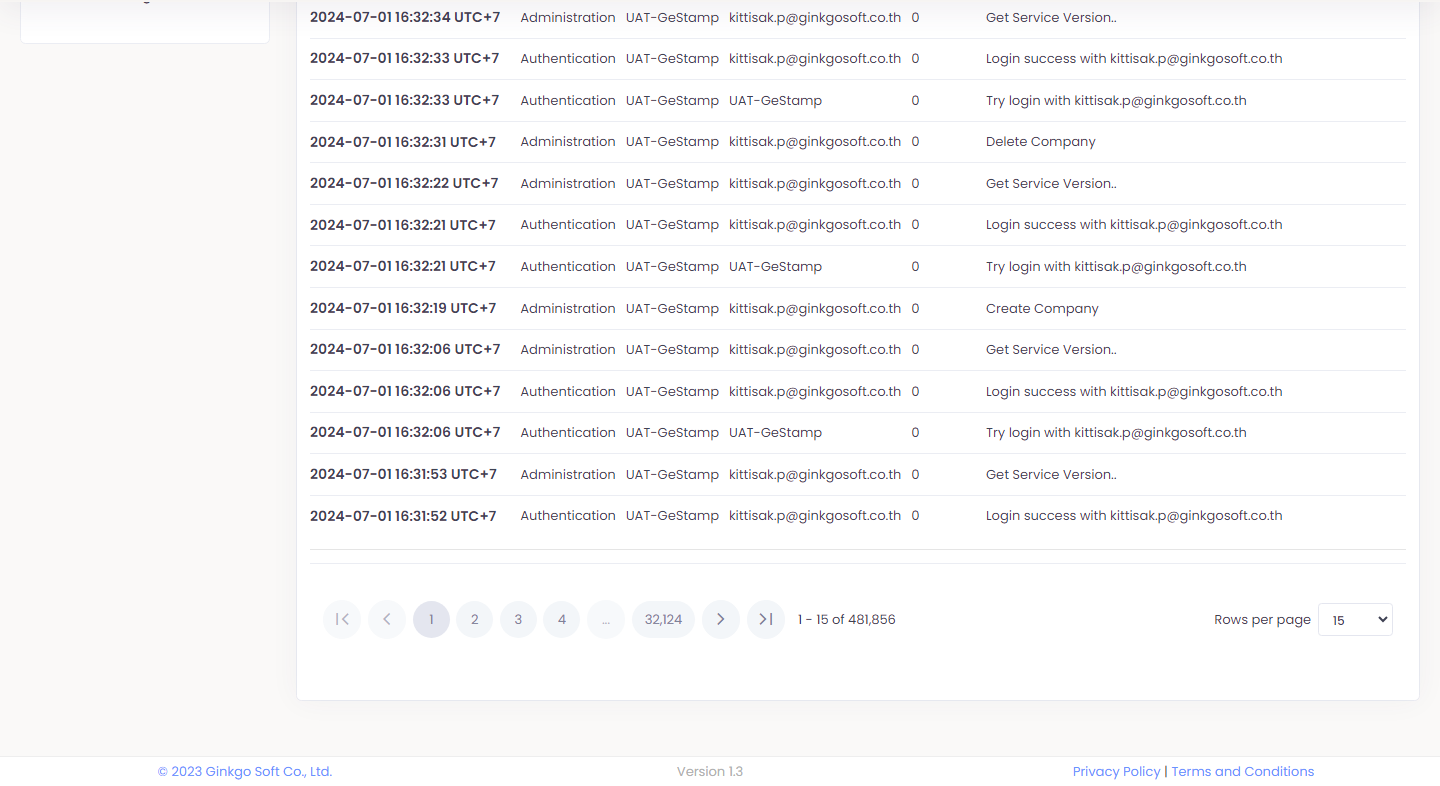 2024-07-01 16:32:34 UTC+7 Administration UAT-GeStamp kittisak.p@ginkgosoft.co.th 0 Get Service Version..
2024-07-01 16:32:33 UTC+7 Authentication UAT-GeStamp kittisak.p@ginkgosoft.co.th 0 Login success with kittisak.p@ginkgosoft.co.th
2024-07-01 16:32:33 UTC+7 Authentication UAT-GeStamp UAT-GeStamp 0 Try login with kittisak.p@ginkgosoft.co.th
2024-07-01 16:32:31 UTC+7 Administration UAT-GeStamp kittisak.p@ginkgosoft.co.th 0 Delete Company
2024-07-01 16:32:22 UTC+7 Administration UAT-GeStamp kittisak.p@ginkgosoft.co.th 0 Get Service Version..
2024-07-01 16:32:21 UTC+7 Authentication UAT-GeStamp kittisak.p@ginkgosoft.co.th 0 Login success with kittisak.p@ginkgosoft.co.th
2024-07-01 16:32:21 UTC+7 Authentication UAT-GeStamp UAT-GeStamp 0 Try login with kittisak.p@ginkgosoft.co.th
2024-07-01 16:32:19 UTC+7 Administration UAT-GeStamp kittisak.p@ginkgosoft.co.th 0 Create Company
2024-07-01 16:32:06 UTC+7 Administration UAT-GeStamp kittisak.p@ginkgosoft.co.th 0 Get Service Version..
2024-07-01 16:32:06 UTC+7 Authentication UAT-GeStamp kittisak.p@ginkgosoft.co.th 0 Login success with kittisak.p@ginkgosoft.co.th
2024-07-01 16:32:06 UTC+7 Authentication UAT-GeStamp UAT-GeStamp 0 Try login with kittisak.p@ginkgosoft.co.th
2024-07-01 16:31:53 UTC+7 Administration UAT-GeStamp kittisak.p@ginkgosoft.co.th 0 Get Service Version..
2024-07-01 16:31:52 UTC+7 Authentication UAT-GeStamp kittisak.p@ginkgosoft.co.th 0 Login success with kittisak.p@ginkgosoft.co.th
1 2 3 4 ... 32,124 1 - 15 of 481,856 Rows per page 15
© 2023 Ginkgo Soft Co., Ltd. Version 1.3 Privacy Policy | Terms and Conditions